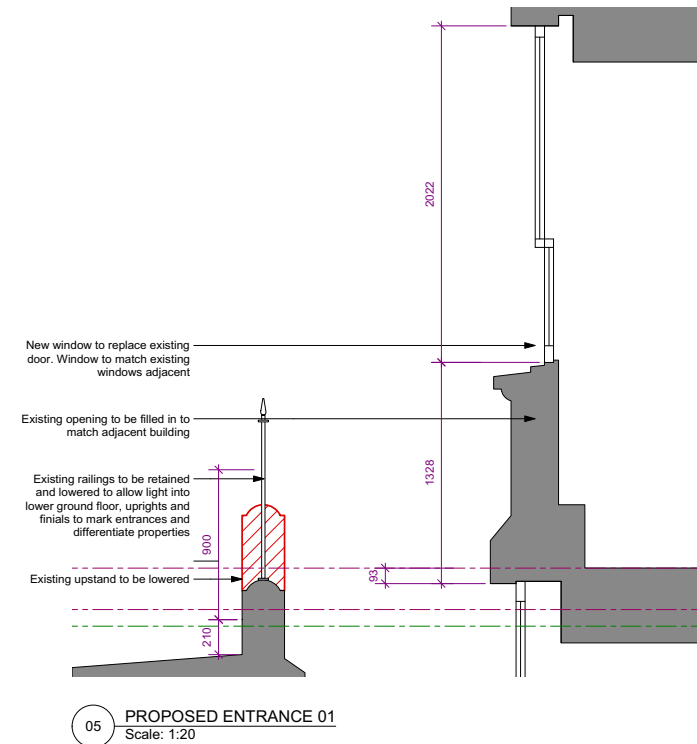 2022
New window to replace existing
door. Window to match existing
windows adjacent
Existing opening to be filled in to
match adjacent building
1328
Existing railings to be retained
and lowered to allow light into
lower ground floor, uprights and
finials to mark entrances and
differentiate properties
900
Existing upstand to be lowered
93
210
05
PROPOSED ENTRANCE 01
Scale: 1:20